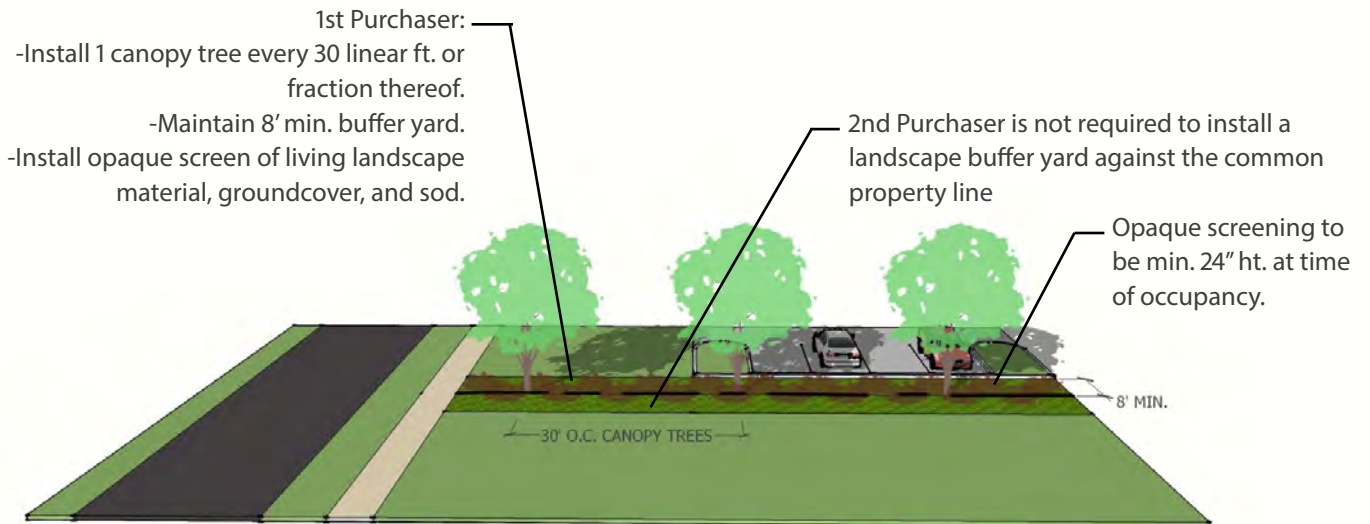 1st Purchaser:
-Install 1 canopy tree every 30 linear ft. or
fraction thereof.
-Maintain 8’ min. buffer yard.
-Install opaque screen of living landscape
material, groundcover, and sod.
2nd Purchaser is not required to install a
landscape buffer yard against the common
property line
Opaque screening to
be min. 24” ht. at time
of occupancy.
8' MIN.
30' O.C. CANOPY TREES